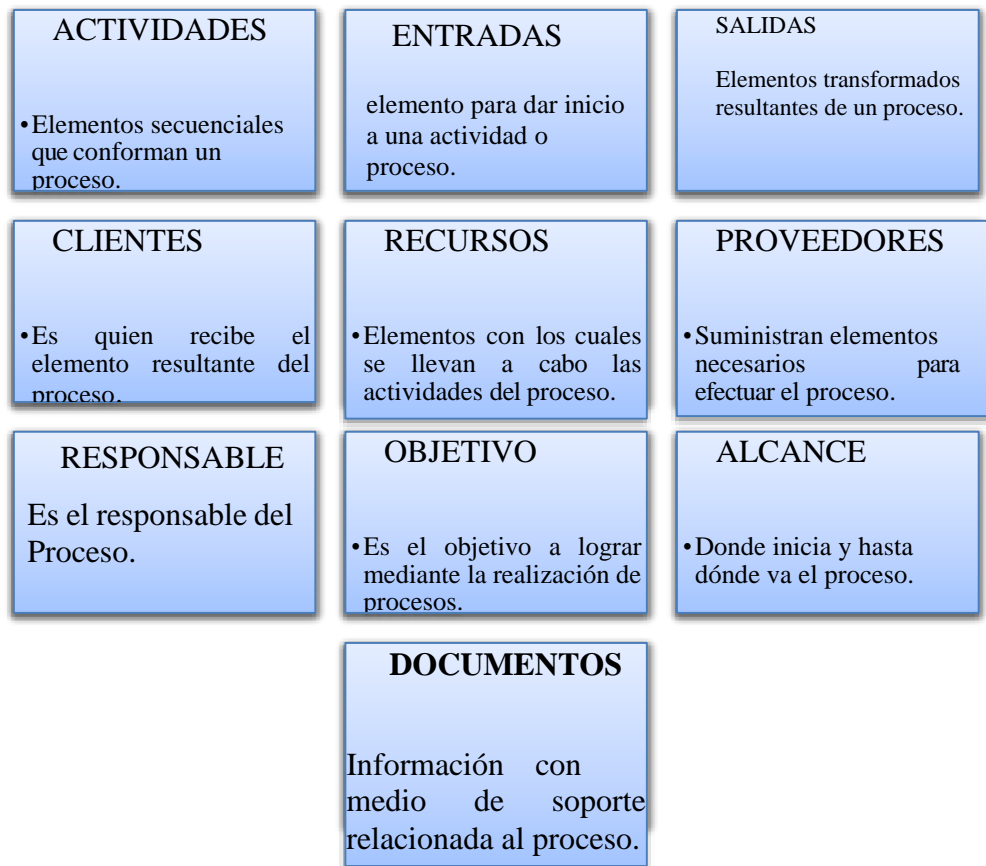 ACTIVIDADES
•Elementos secuenciales
que conforman un
proceso.
ENTRADAS
elemento para dar inicio
a una actividad o
proceso.
SALIDAS
Elementos transformados
resultantes de un proceso.
CLIENTES
•Es quien recibe el
elemento resultante del
proceso.
RECURSOS
•Elementos con los cuales
se llevan a cabo las
actividades del proceso.
PROVEEDORES
•Suministran elementos
necesarios para
efectuar el proceso.
RESPONSABLE
Es el responsable del
Proceso.
OBJETIVO
•Es el objetivo a lograr
mediante la realización de
procesos.
ALCANCE
•Donde inicia y hasta
dónde va el proceso.
DOCUMENTOS
Información con
medio de soporte
relacionada al proceso.